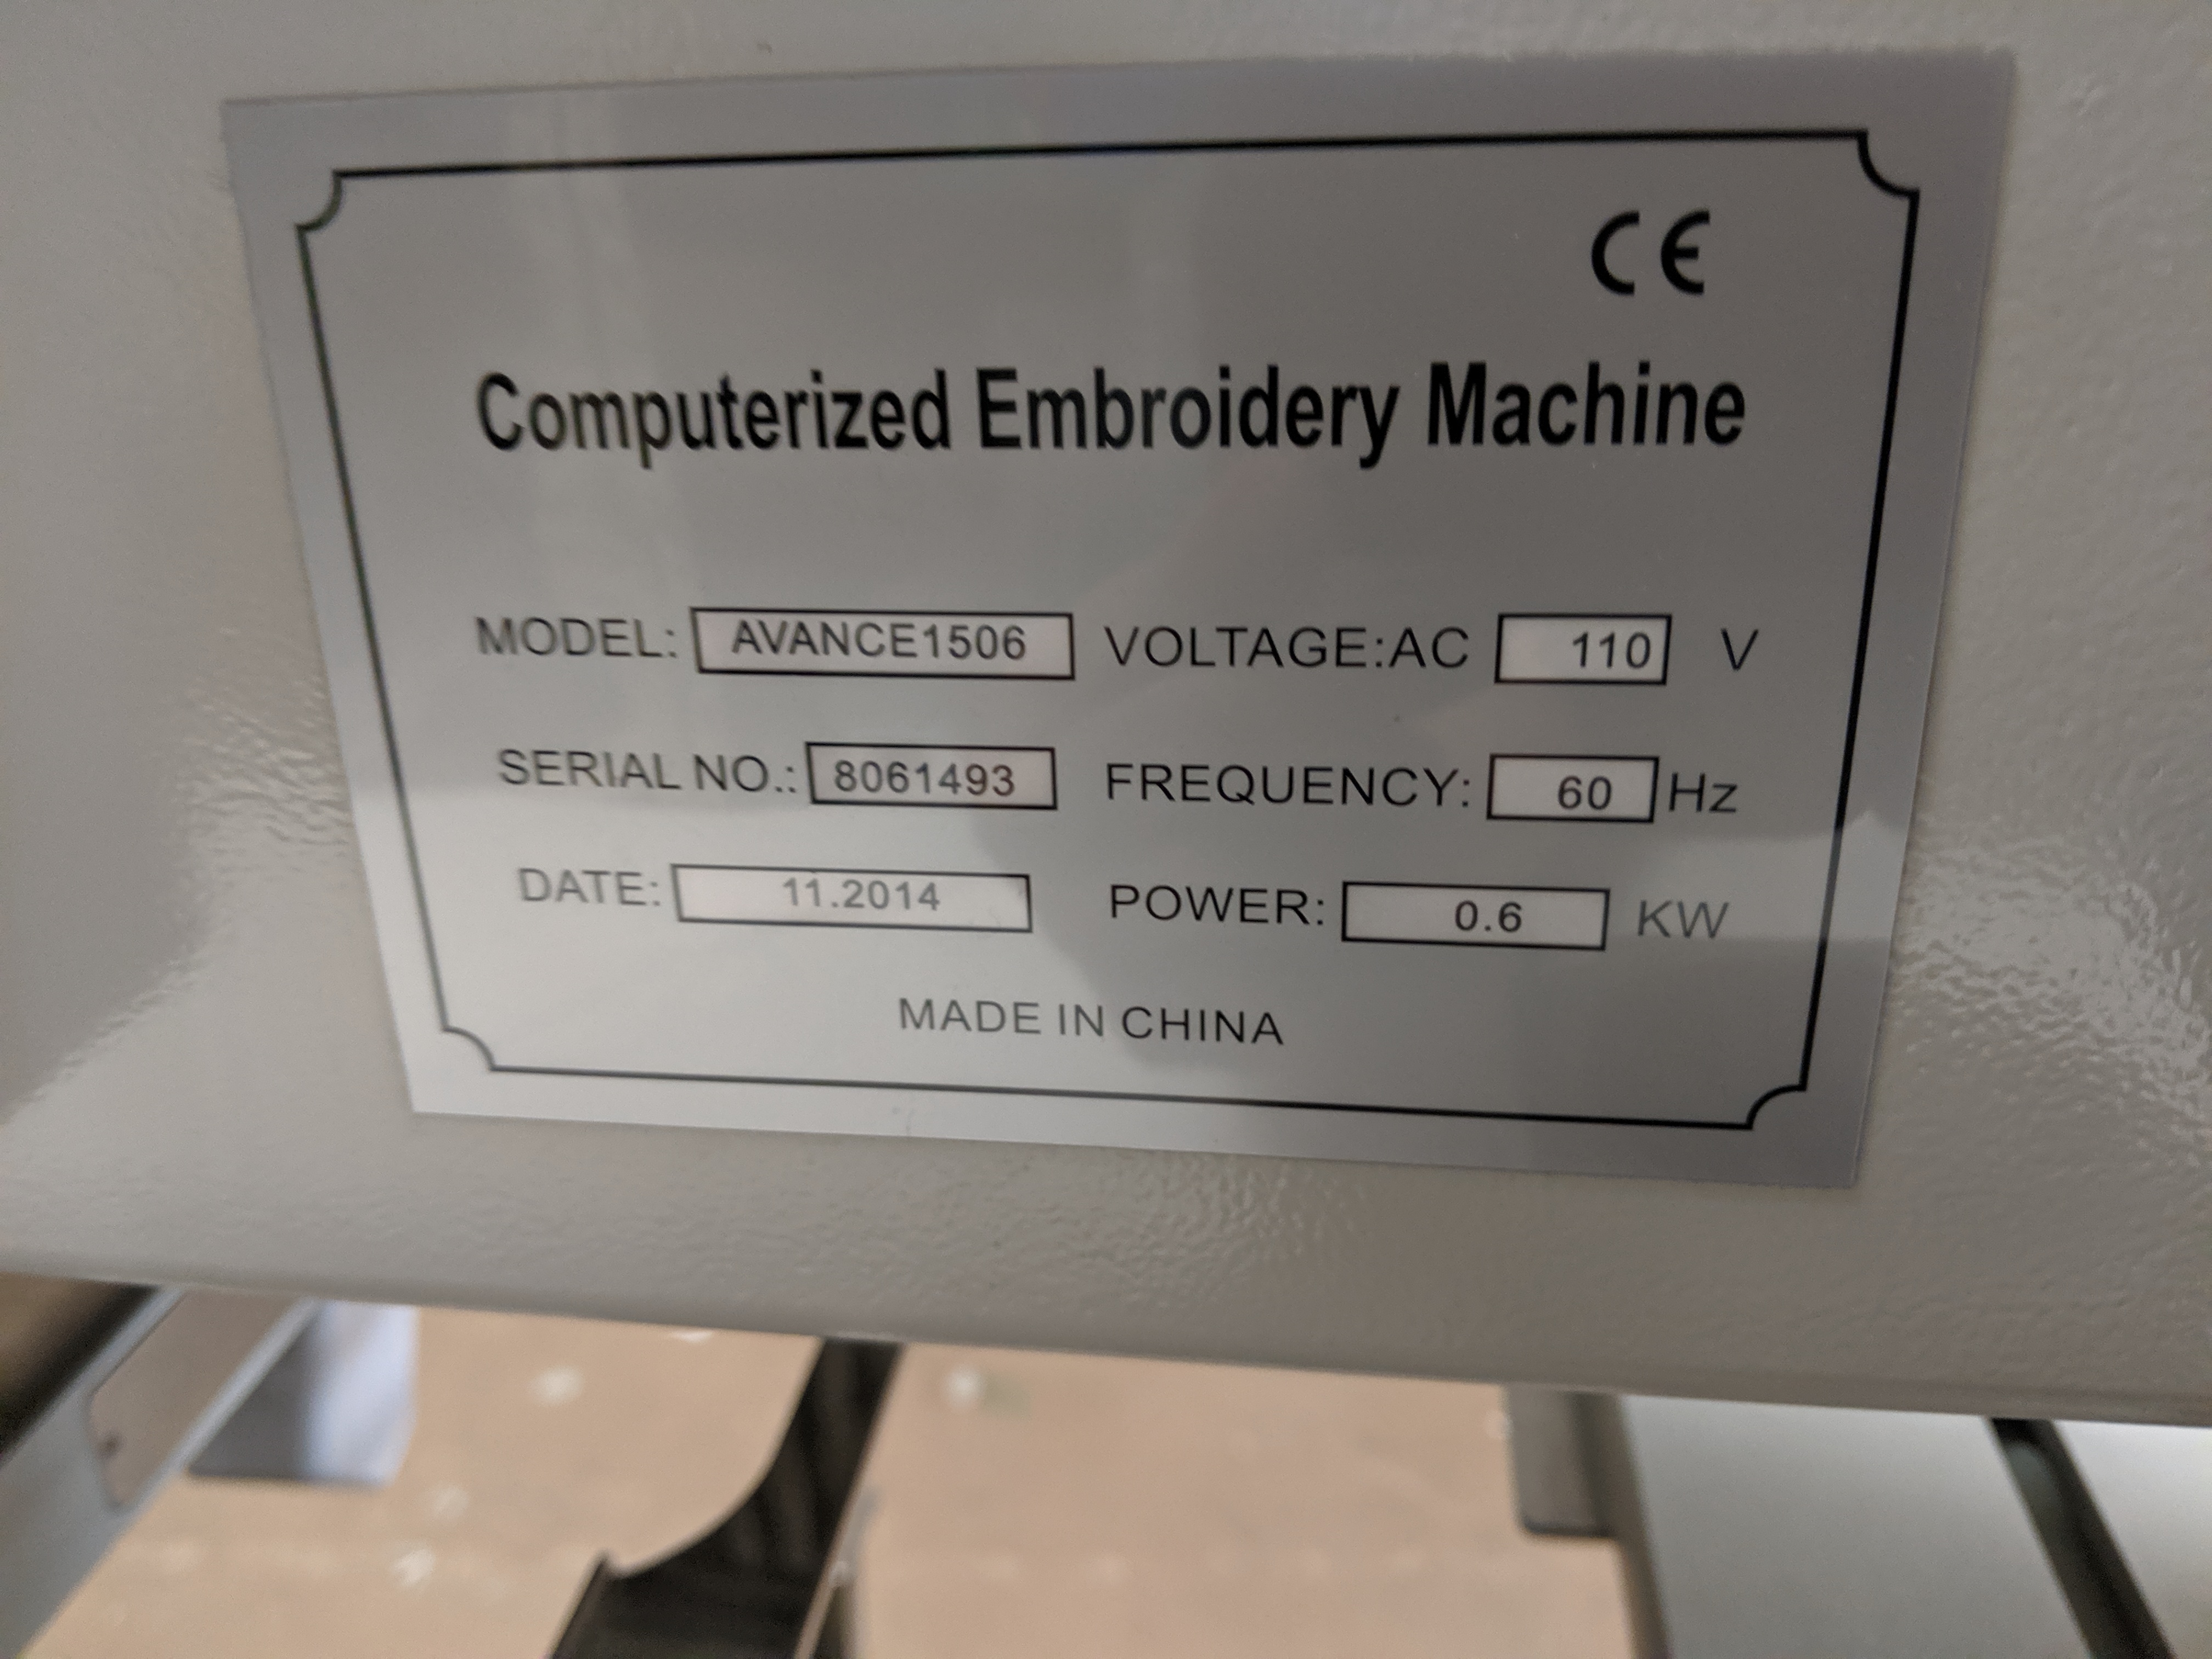 CE
Computerized Embroidery Machine
MODEL: AVANCE1506 VOLTAGE:AC 110 V
SERIAL NO.: 8061493 FREQUENCY: 60 Hz
DATE: 11.2014 POWER: 0.6 KW
MADE IN CHINA